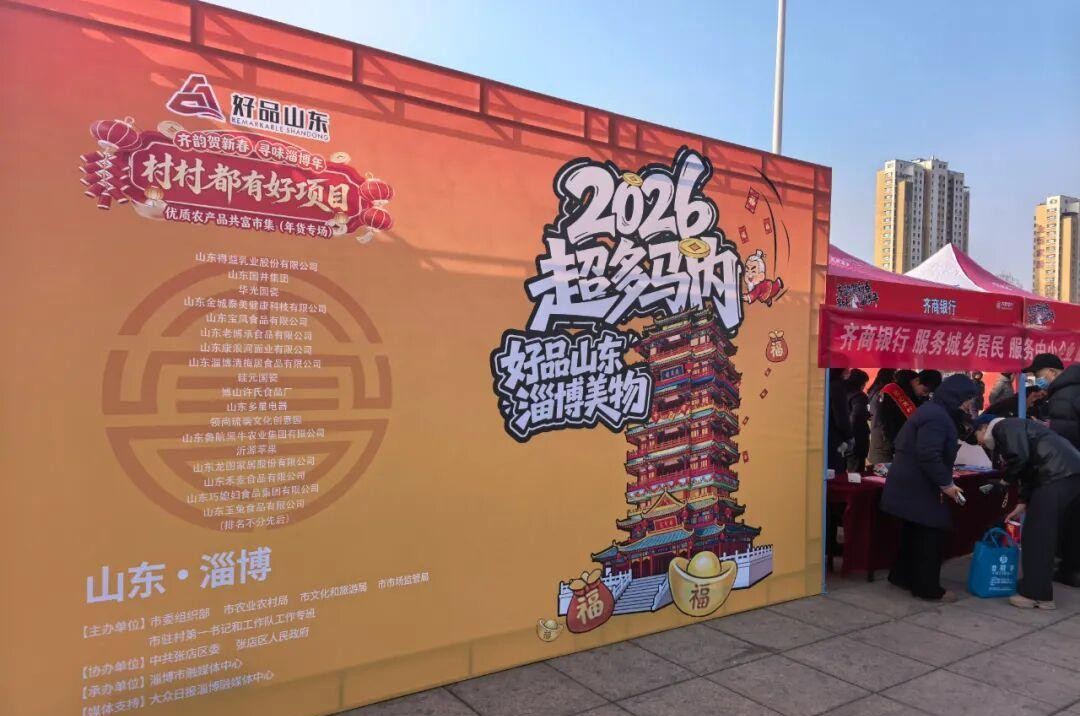 好品山东
REMARKABLE SHANDONG
齐韵贺新春 寻味淄博年
村村都有好项目
优质农产品共富市集(年货专场)
山东得益乳业股份有限公司
山东国井集团
华光国瓷
山东金城泰美健康科技有限公司
山东宝凤食品有限公司
山东老博承食品有限公司
山东康浪河面业有限公司
山东淄博清梅居食品有限公司
硅元国瓷
博山许氏食品厂
山东乡星电器
领尚琉璃文化创意园
山东鲁航黑牛农业集团有限公司
沂源苹果
山东龙图家居股份有限公司
山东禾麦食品有限公司
山东巧媳妇食品集团有限公司
山东玉兔食品有限公司
(排名不分先后)
山东·淄博
【主办单位】市委组织部 市农业农村局 市文化和旅游局 市市场监管局
市驻村第一书记和工作队工作专班
【协办单位】中共张店区委 张店区人民政府
【承办单位】淄博市融媒体中心
【媒体支持】大众日报淄博融媒体中心
2026
超多马内
好品山东
淄博美物
福
福
福
齐商银行
齐商银行 服务城乡居民 服务中小企业